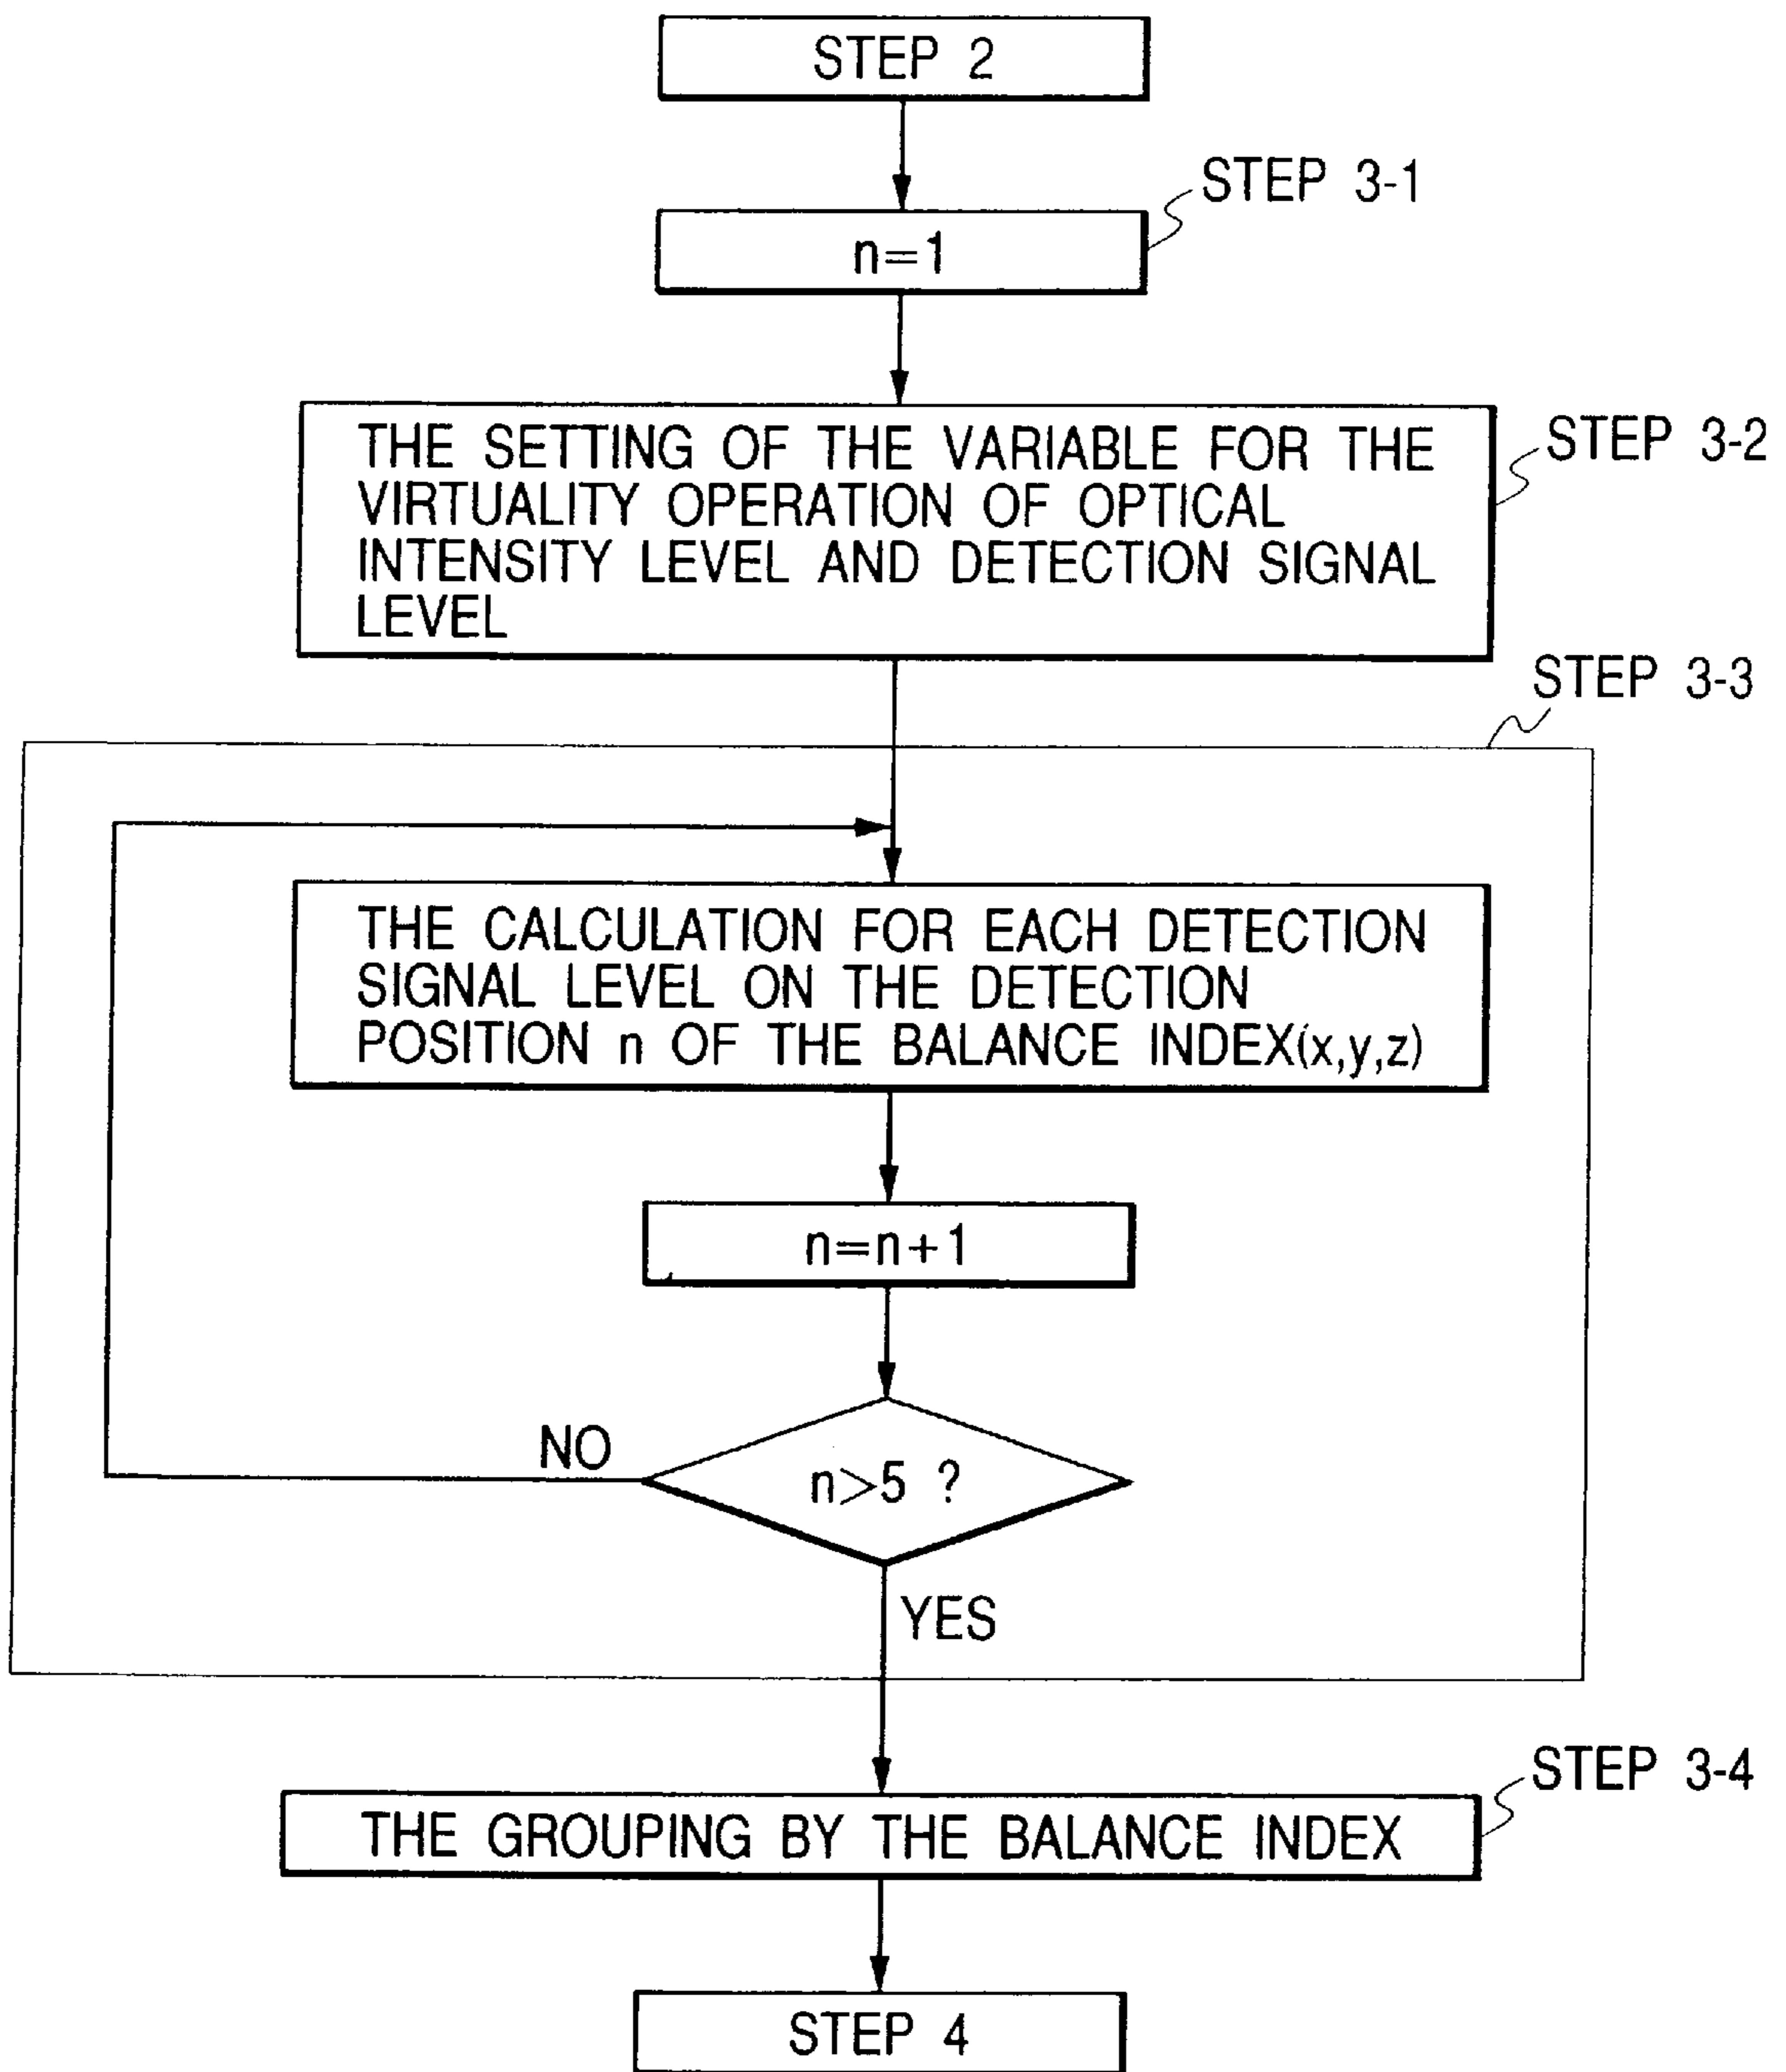 STEP 2
STEP 3-1
n=1
STEP 3-2
THE SETTING OF THE VARIABLE FOR THE
VIRTUALITY OPERATION OF OPTICAL
INTENSITY LEVEL AND DETECTION SIGNAL
LEVEL
STEP 3-3
THE CALCULATION FOR EACH DETECTION
SIGNAL LEVEL ON THE DETECTION
POSITION n OF THE BALANCE INDEX(x,y,z)
n=n+1
NO
n>5 ?
YES
STEP 3-4
THE GROUPING BY THE BALANCE INDEX
STEP 4